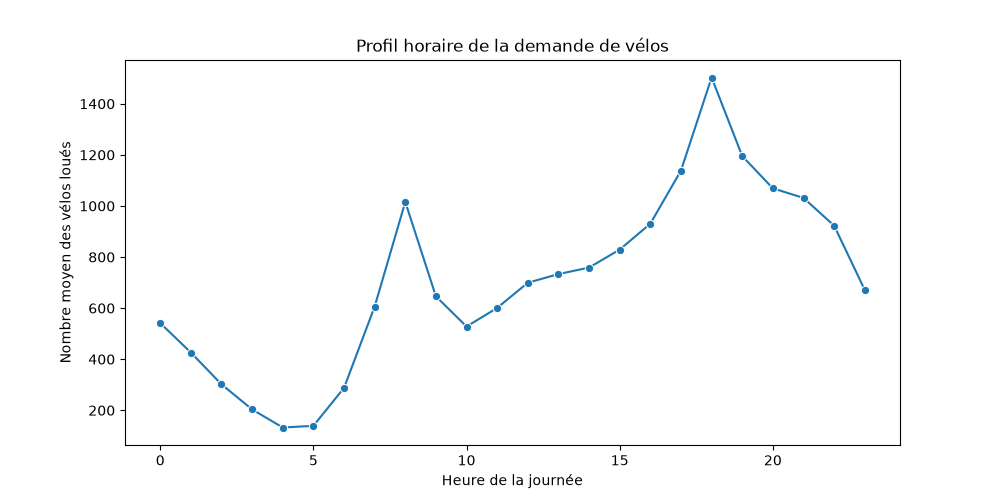 Profil horaire de la demande de vélos
Nombre moyen des vélos loués
1400
1200
1000
800
600
400
200
0 5 10 15 20
Heure de la journée